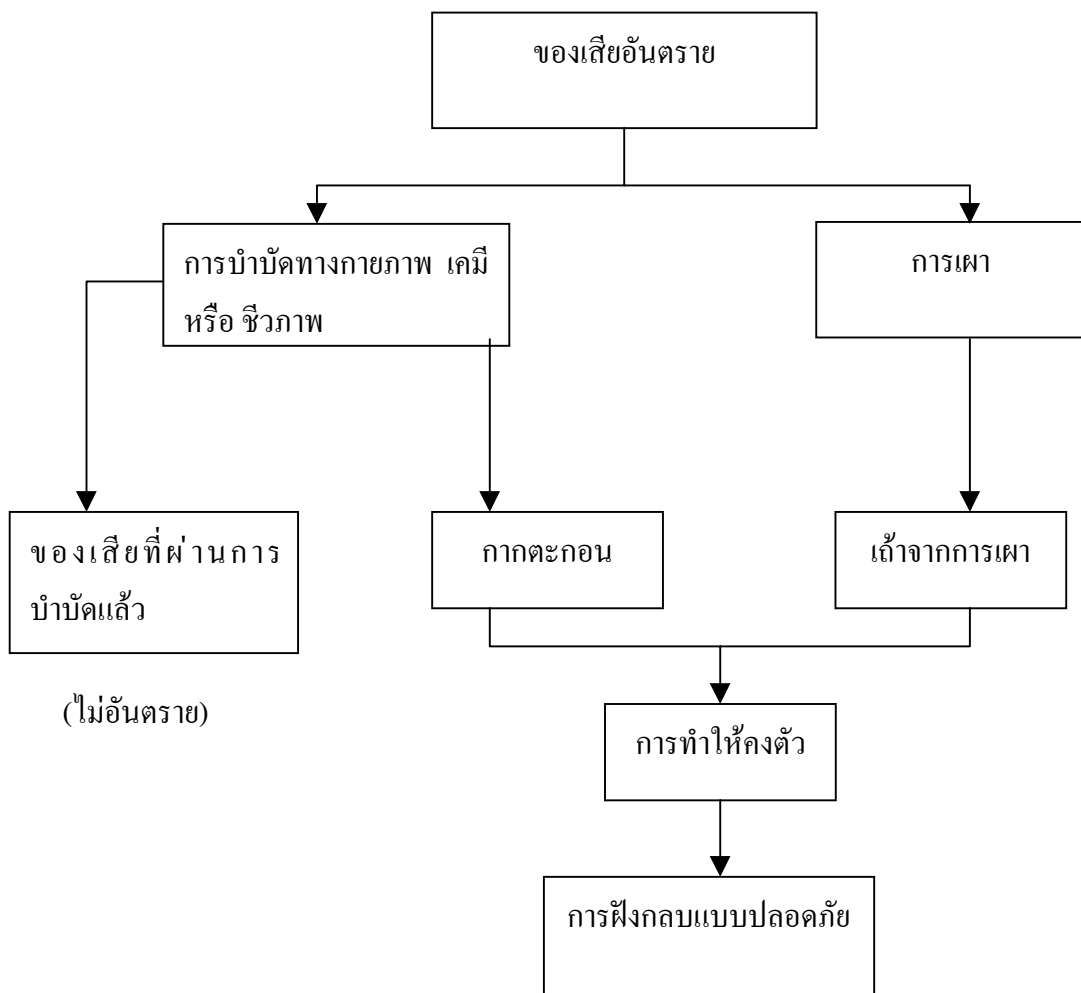 ของเสียอันตราย
การบำบัดทางกายภาพ เคมี
หรือ ชีวภาพ
การเผา
ของเสียที่ผ่านการ
บำบัดแล้ว
กากตะกอน
เถ้าจากการเผา
(ไม่อันตราย)
การทำให้คงตัว
การฝังกลบแบบปลอดภัย